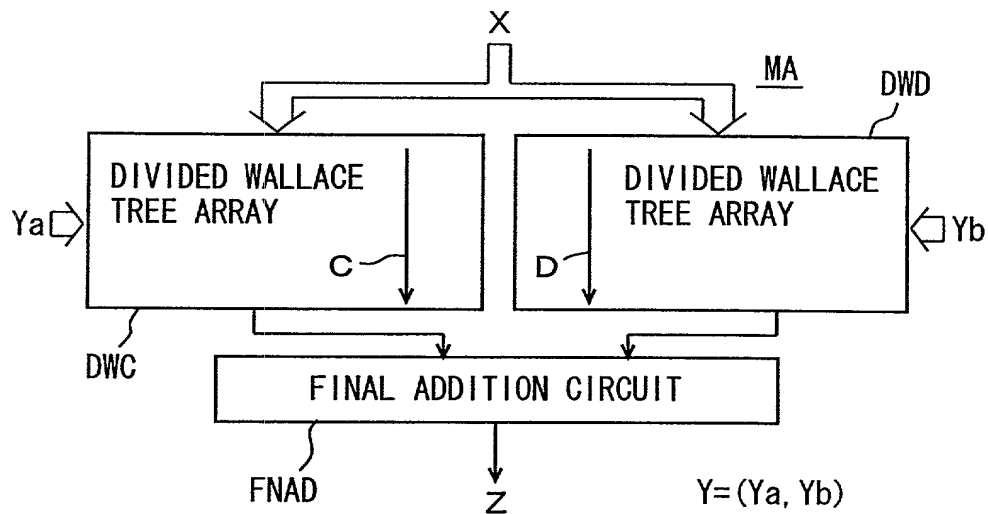 X
MA
DWD
DIVIDED WALLACE
TREE ARRAY
DIVIDED WALLACE
TREE ARRAY
Ya
Yb
C
D
DWC
FINAL ADDITION CIRCUIT
FNAD
Z
Y=(Ya, Yb)